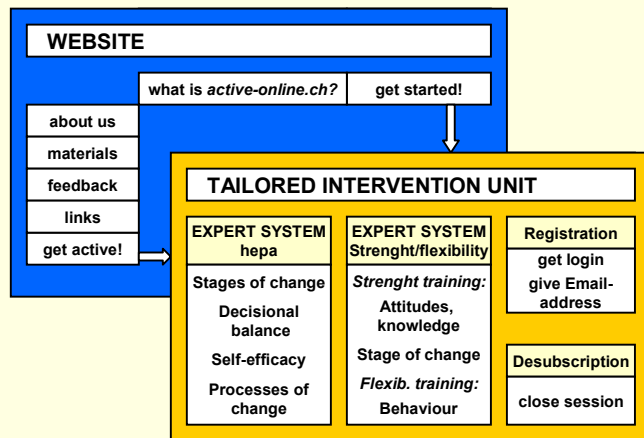 WEBSITE
what is active-online.ch?
get started!
about us
materials
feedback
links
get active!
TAILORED INTERVENTION UNIT
EXPERT SYSTEM
hepa
Stages of change
Decisional
balance
Self-efficacy
Processes of
change
EXPERT SYSTEM
Strenght/flexibility
Strenght training:
Attitudes,
knowledge
Stage of change
Flexib. training:
Behaviour
Registration
get login
give Email-
address
Desubscription
close session